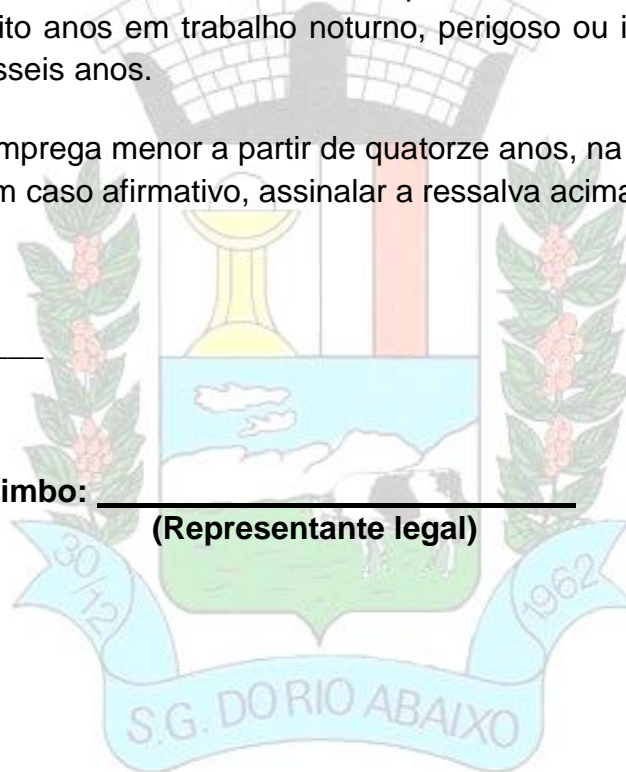 ito anos em trabalho noturno, perigoso ou i
sseis anos.
mprega menor a partir de quatorze anos, na
m caso afirmativo, assinalar a ressalva acima
imbo: ____________________________
(Representante legal)
30/12
1962
S.G. DO RIO ABAIXO